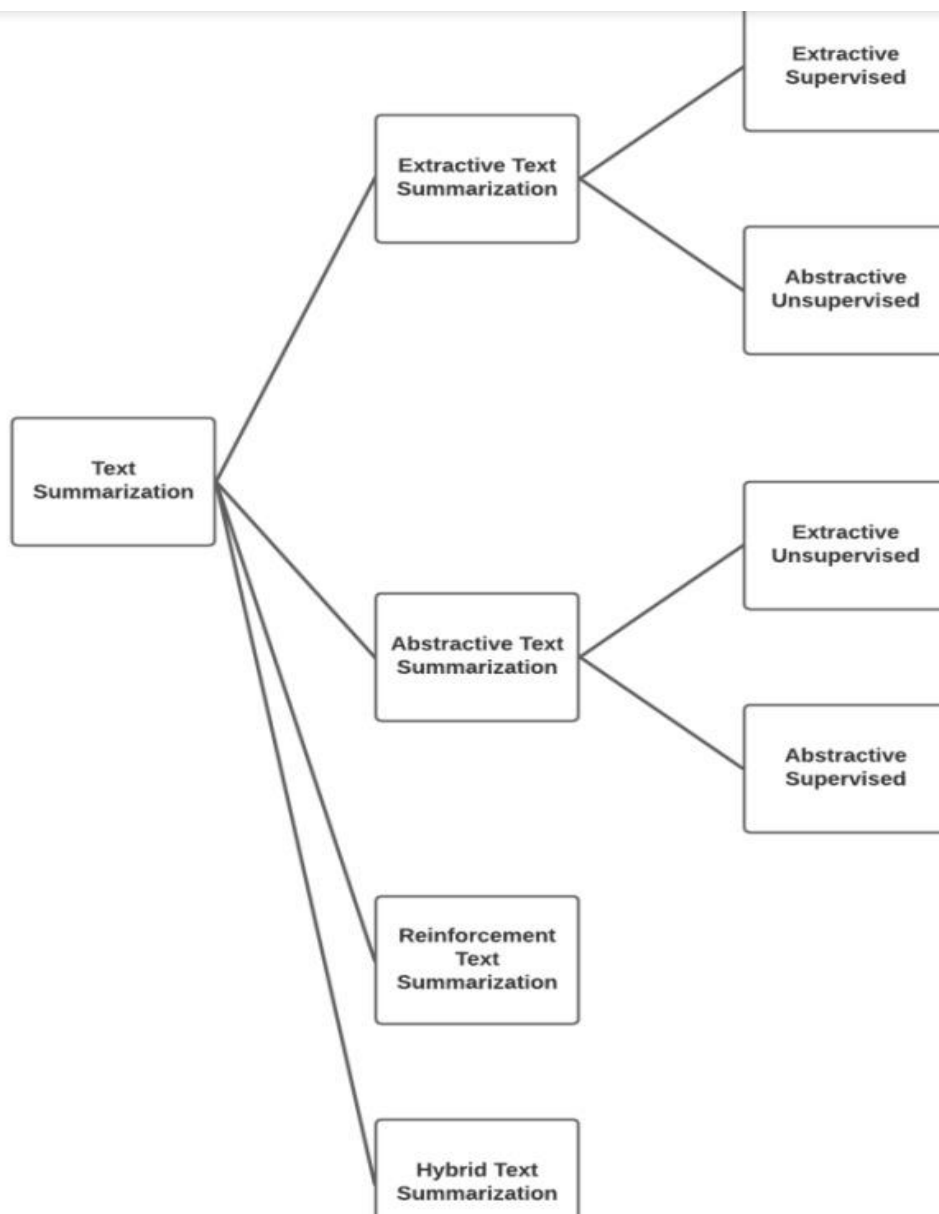 Extractive
Supervised
Extractive Text
Summarization
Abstractive
Unsupervised
Text
Summarization
Extractive
Unsupervised
Abstractive Text
Summarization
Abstractive
Supervised
Reinforcement
Text
Summarization
Hybrid Text
Summarization